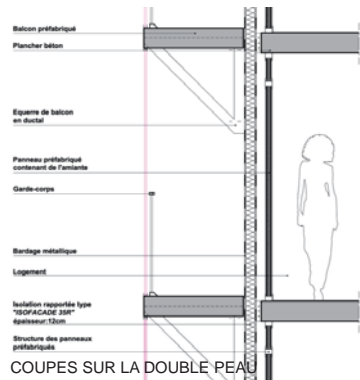 Balcon préfabriqué
Plancher béton
Equerre de balcon
en ductal
Panneau préfabriqué
contenant de l'amiante
Garde-corps
Bardage métallique
Logement
Isolation rapportée type
"ISOFACADE 35R"
épaisseur:12cm
Structure des panneaux
préfabriqués
COUPES SUR LA DOUBLE PEAU